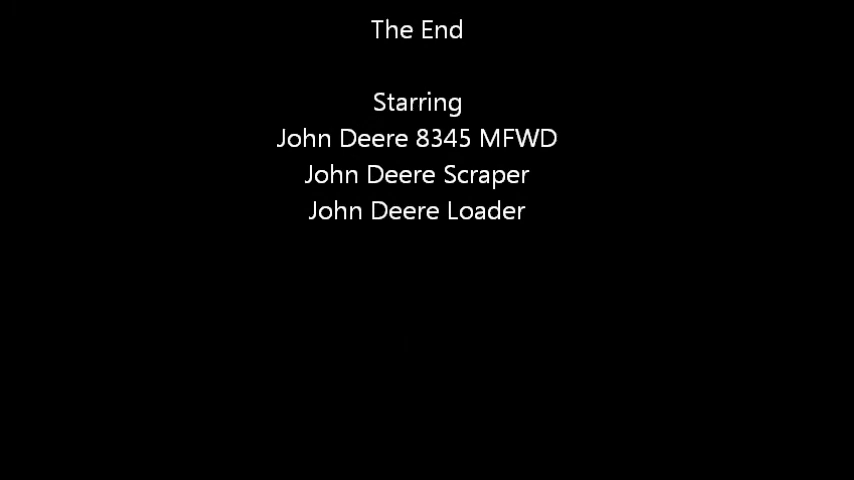 The End
Starring
John Deere 8345 MFWD
John Deere Scraper
John Deere Loader